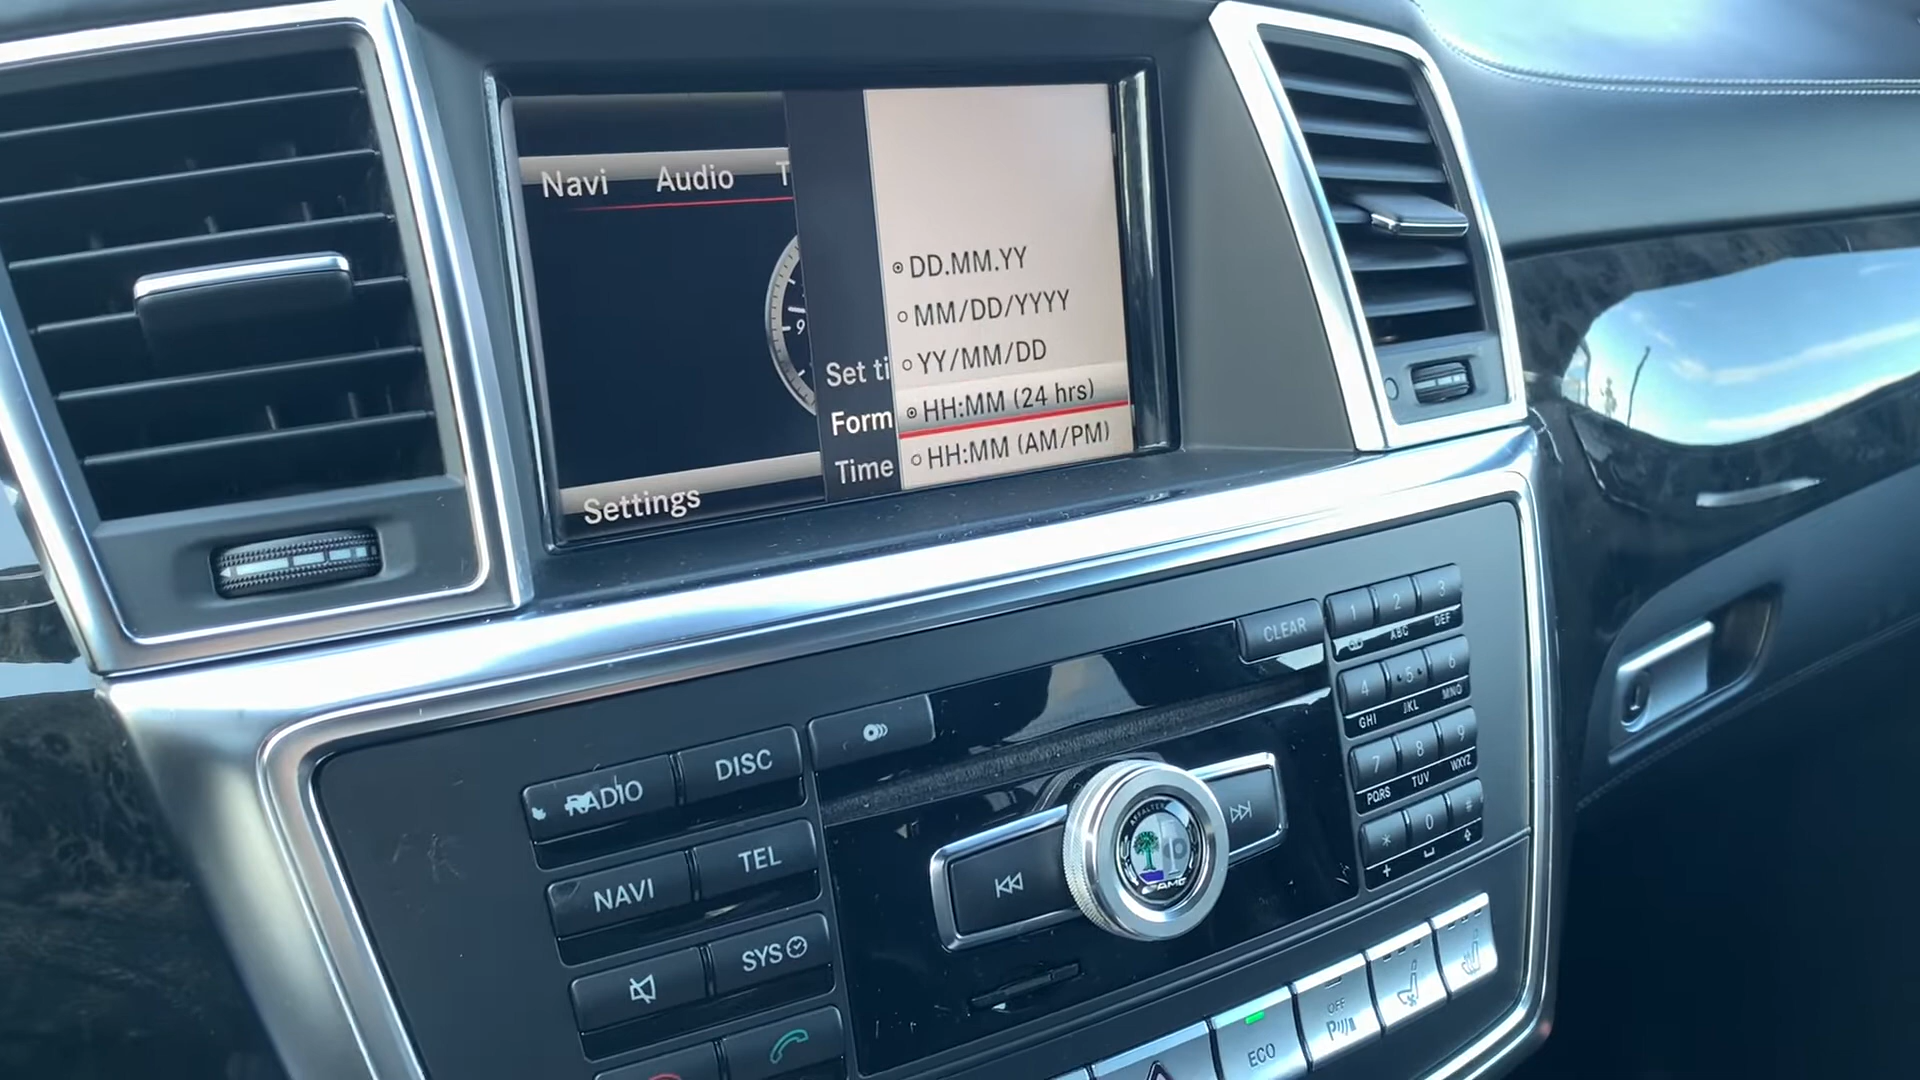 Navi Audio T
DD.MM.YY
MM/DD/YYYY
YY/MM/DD
Set ti
HH:MM (24 hrs)
Form
HH:MM (AM/PM)
Time
Settings
9
CLEAR
1 2 3
ABC DEF
4 5 6
GHI JKL MNO
7 8 9
PQRS TUV WXYZ
* 0 #
+
RADIO DISC
NAVI TEL
SYS
AMG
OFF
ECO